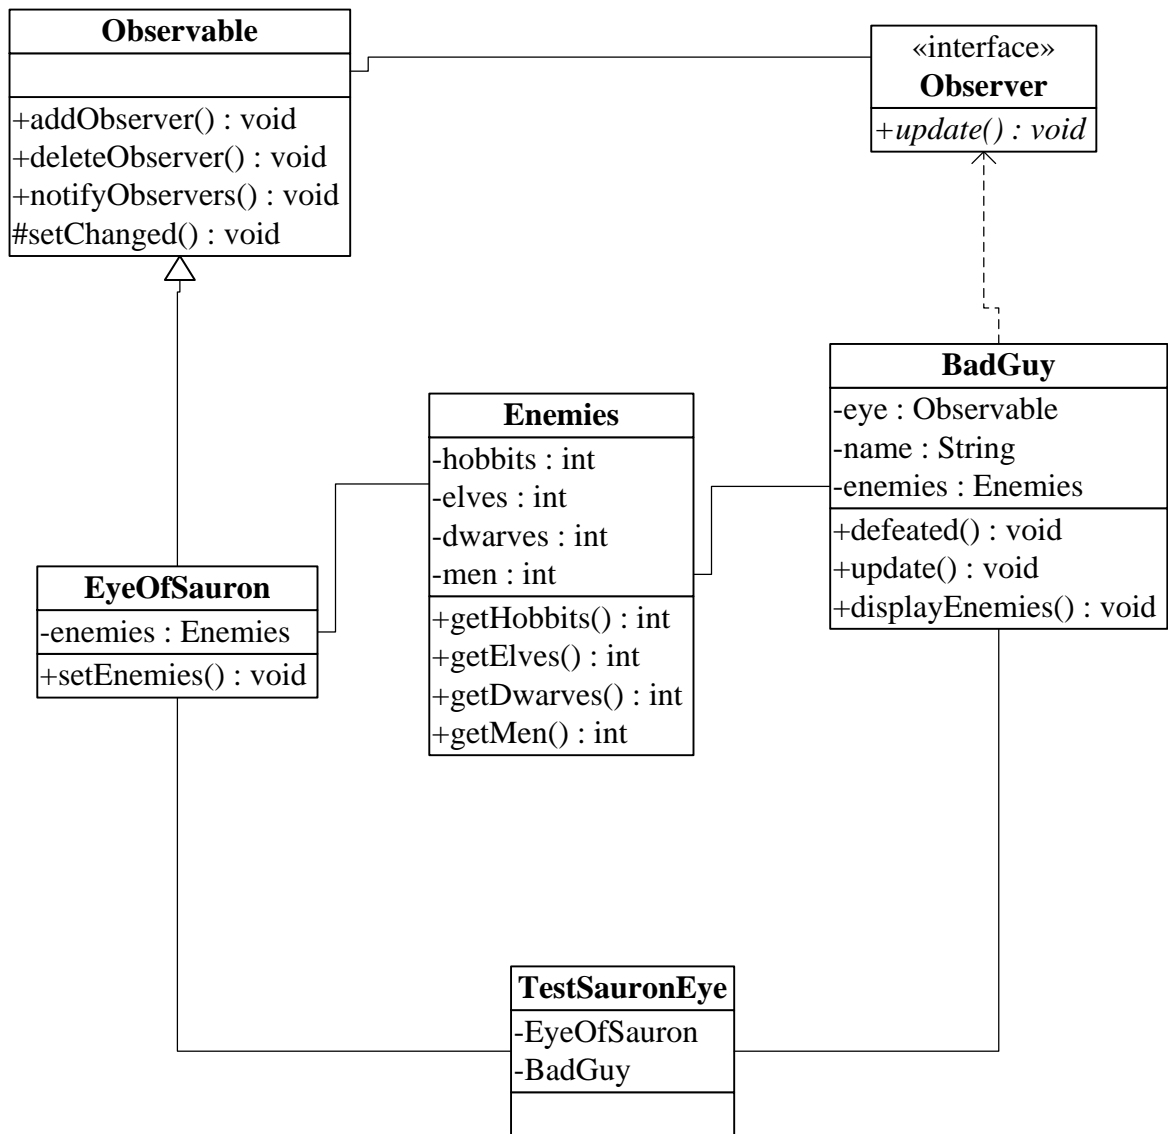 Observable
+addObserver() : void
+deleteObserver() : void
+notifyObservers() : void
#setChanged() : void
«interface»
Observer
+update() : void
BadGuy
-eye : Observable
-name : String
-enemies : Enemies
+defeated() : void
+update() : void
+displayEnemies() : void
Enemies
-hobbits : int
-elves : int
-dwarves : int
-men : int
+getHobbits() : int
+getElves() : int
+getDwarves() : int
+getMen() : int
EyeOfSauron
-enemies : Enemies
+setEnemies() : void
TestSauronEye
-EyeOfSauron
-BadGuy